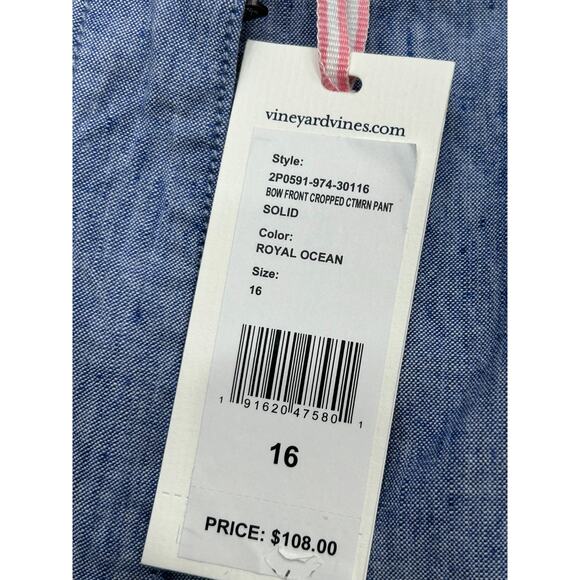 vineyardvines.com
Style:
2P0591-974-30116
BOW FRONT CROPPED CTMRN PANT
SOLID
Color:
ROYAL OCEAN
Size:
16
1 91620 47580 1
16
PRICE: $108.00